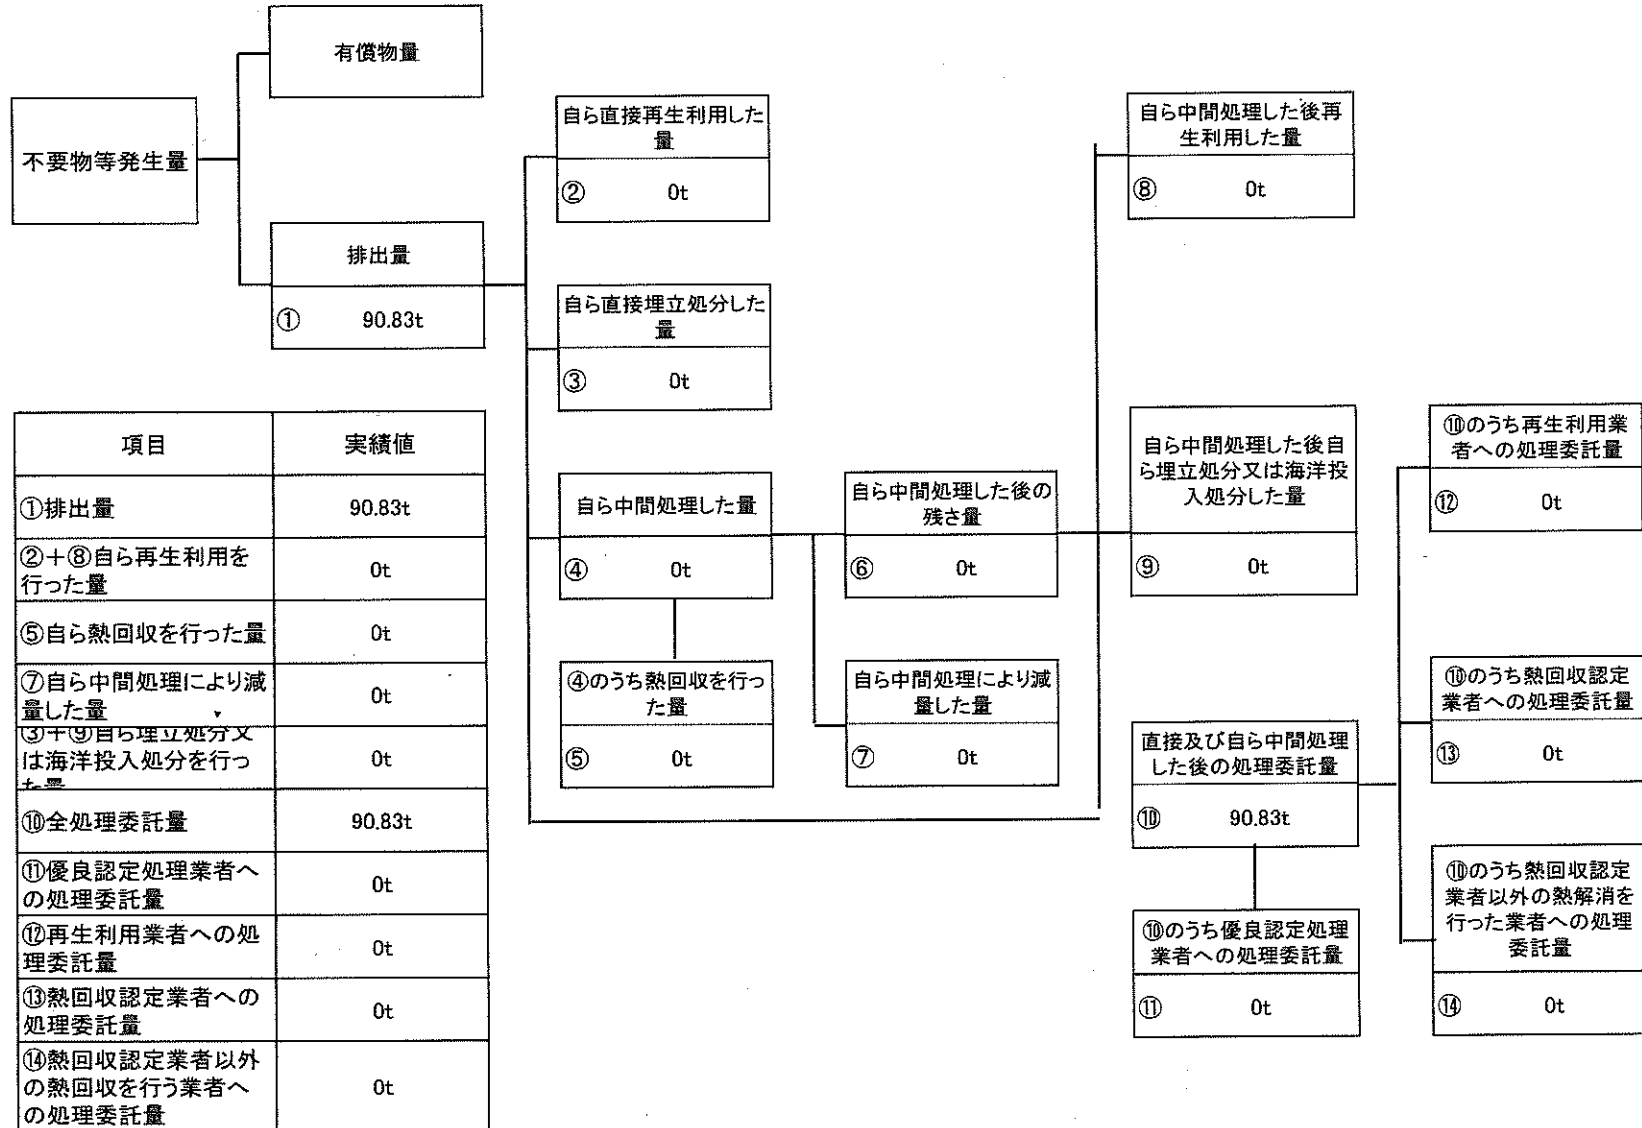 有償物量
不要物等発生量
排出量
① 90.83t
自ら直接再生利用した
量
② 0t
自ら直接埋立処分した
量
③ 0t
自ら中間処理した量
④ 0t
④のうち熱回収を行っ
た量
⑤ 0t
自ら中間処理した後の
残さ量
⑥ 0t
自ら中間処理により減
量した量
⑦ 0t
自ら中間処理した後再
生利用した量
⑧ 0t
自ら中間処理した後自
ら埋立処分又は海洋投
入処分した量
⑨ 0t
直接及び自ら中間処理
した後の処理委託量
⑩ 90.83t
⑩のうち優良認定処理
業者への処理委託量
⑪ 0t
⑩のうち再生利用業
者への処理委託量
⑫ 0t
⑩のうち熱回収認定
業者への処理委託量
⑬ 0t
⑩のうち熱回収認定
業者以外の熱解消を
行った業者への処理
委託量
⑭ 0t
項目 実績値
①排出量 90.83t
②+⑧自ら再生利用を
行った量 0t
⑤自ら熱回収を行った量 0t
⑦自ら中間処理により減
量した量 0t
③+⑨自ら埋立処分又
は海洋投入処分を行っ
た量 0t
⑩全処理委託量 90.83t
⑪優良認定処理業者へ
の処理委託量 0t
⑫再生利用業者への処
理委託量 0t
⑬熱回収認定業者への
処理委託量 0t
⑭熱回収認定業者以外
の熱回収を行う業者へ
の処理委託量 0t